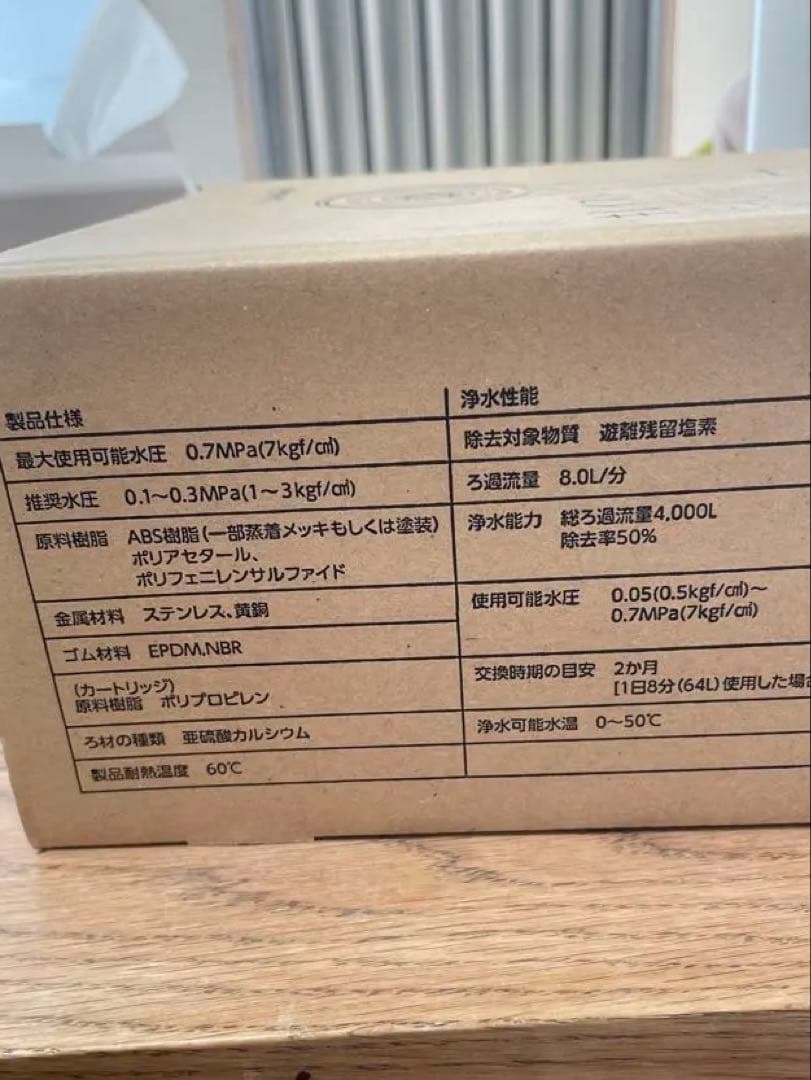 製品仕様
最大使用可能水圧 0.7MPa(7kgf/㎠)
推奨水圧 0.1～0.3MPa(1～3kgf/㎠)
原料樹脂 ABS樹脂(一部蒸着メッキもしくは塗装)
ポリアセタール、
ポリフェニレンサルファイド
金属材料 ステンレス、黄銅
ゴム材料 EPDM,NBR
(カートリッジ)
原料樹脂 ポリプロピレン
ろ材の種類 亜硫酸カルシウム
製品耐熱温度 60℃
浄水性能
除去対象物質 遊離残留塩素
ろ過流量 8.0L/分
浄水能力 総ろ過流量4,000L
除去率50%
使用可能水圧 0.05(0.5kgf/㎠)～
0.7MPa(7kgf/㎠)
交換時期の目安 2か月
[1日8分(64L)使用した場合
浄水可能水温 0～50℃